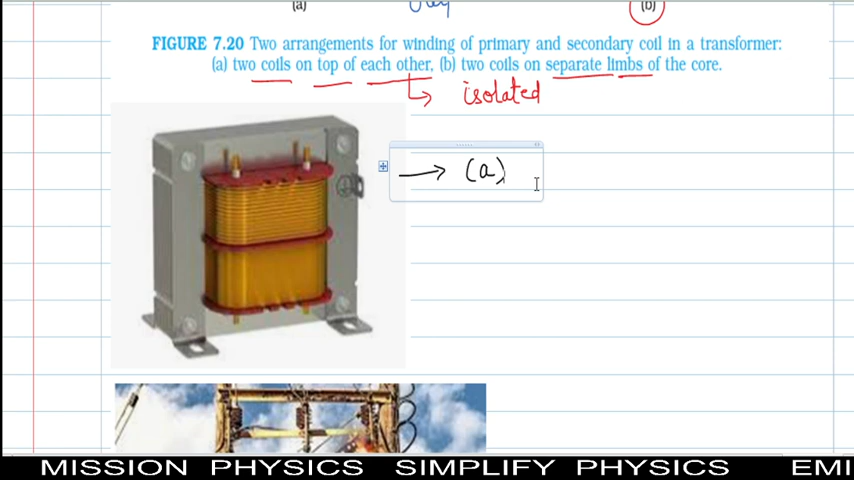 (a)
(b)
FIGURE 7.20 Two arrangements for winding of primary and secondary coil in a transformer:
(a) two coils on top of each other, (b) two coils on separate limbs of the core.
isolated
(a)
MISSION PHYSICS SIMPLIFY PHYSICS EMI